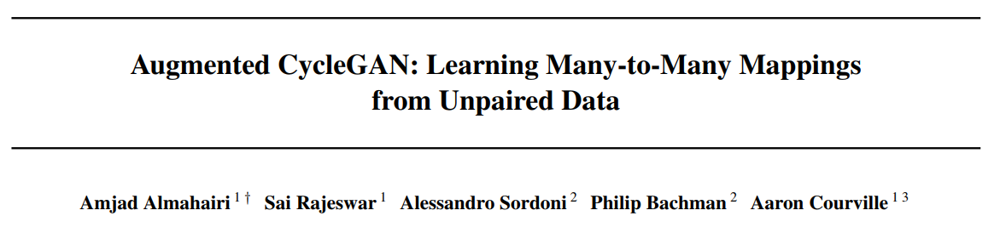 Augmented CycleGAN: Learning Many-to-Many Mappings
from Unpaired Data
Amjad Almahairi 1 † Sai Rajeswar 1 Alessandro Sordoni 2 Philip Bachman 2 Aaron Courville 1 3